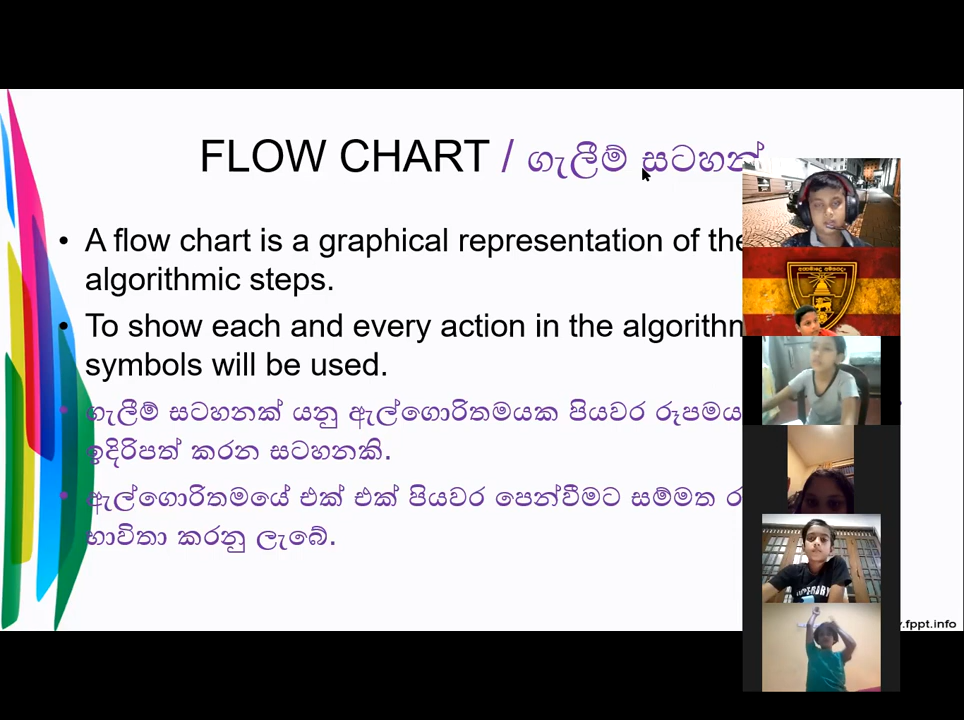 FLOW CHART / ගැලීම් සටහන්
• A flow chart is a graphical representation of the
algorithmic steps.
• To show each and every action in the algorithm
symbols will be used.
• ගැලීම් සටහනක් යනු ඇල්ගොරිතමයක පියවර රූපමය
ඉදිරිපත් කරන සටහනකි.
• ඇල්ගොරිතමයේ එක් එක් පියවර පෙන්වීමට සම්මත
භාවිතා කරනු ලැබේ.
.fppt.info